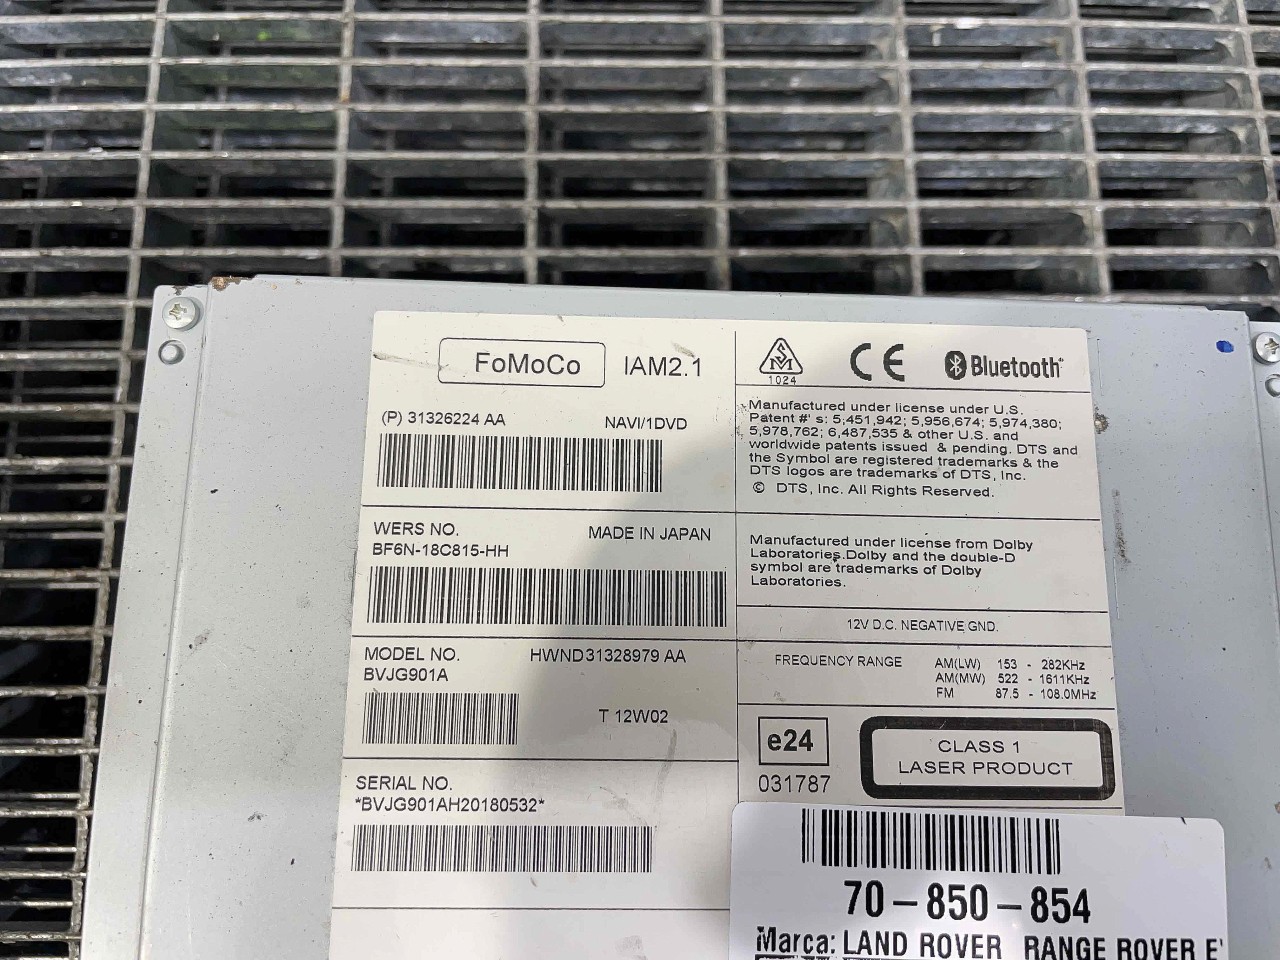 FoMoCo IAM2.1
(P) 31326224 AA NAVI/1DVD
WERS NO. MADE IN JAPAN
BF6N-18C815-HH
MODEL NO. HWND31328979 AA
BVJG901A
T 12W02
SERIAL NO.
*BVJG901AH20180532*
SM
1024
CE
Bluetooth
Manufactured under license under U.S.
Patent #' s: 5,451,942; 5,956,674; 5,974,380;
5,978,762; 6,487,535 & other U.S. and
worldwide patents issued & pending. DTS and
the Symbol are registered trademarks & the
DTS logos are trademarks of DTS, Inc.
© DTS, Inc. All Rights Reserved.
Manufactured under license from Dolby
Laboratories.Dolby and the double-D
symbol are trademarks of Dolby
Laboratories.
12V D.C. NEGATIVE GND.
FREQUENCY RANGE AM(LW) 153 - 282KHz
AM(MW) 522 - 1611KHz
FM 87.5 - 108.0MHz
e24
031787
CLASS 1
LASER PRODUCT
70-850-854
Marca: LAND ROVER RANGE ROVER